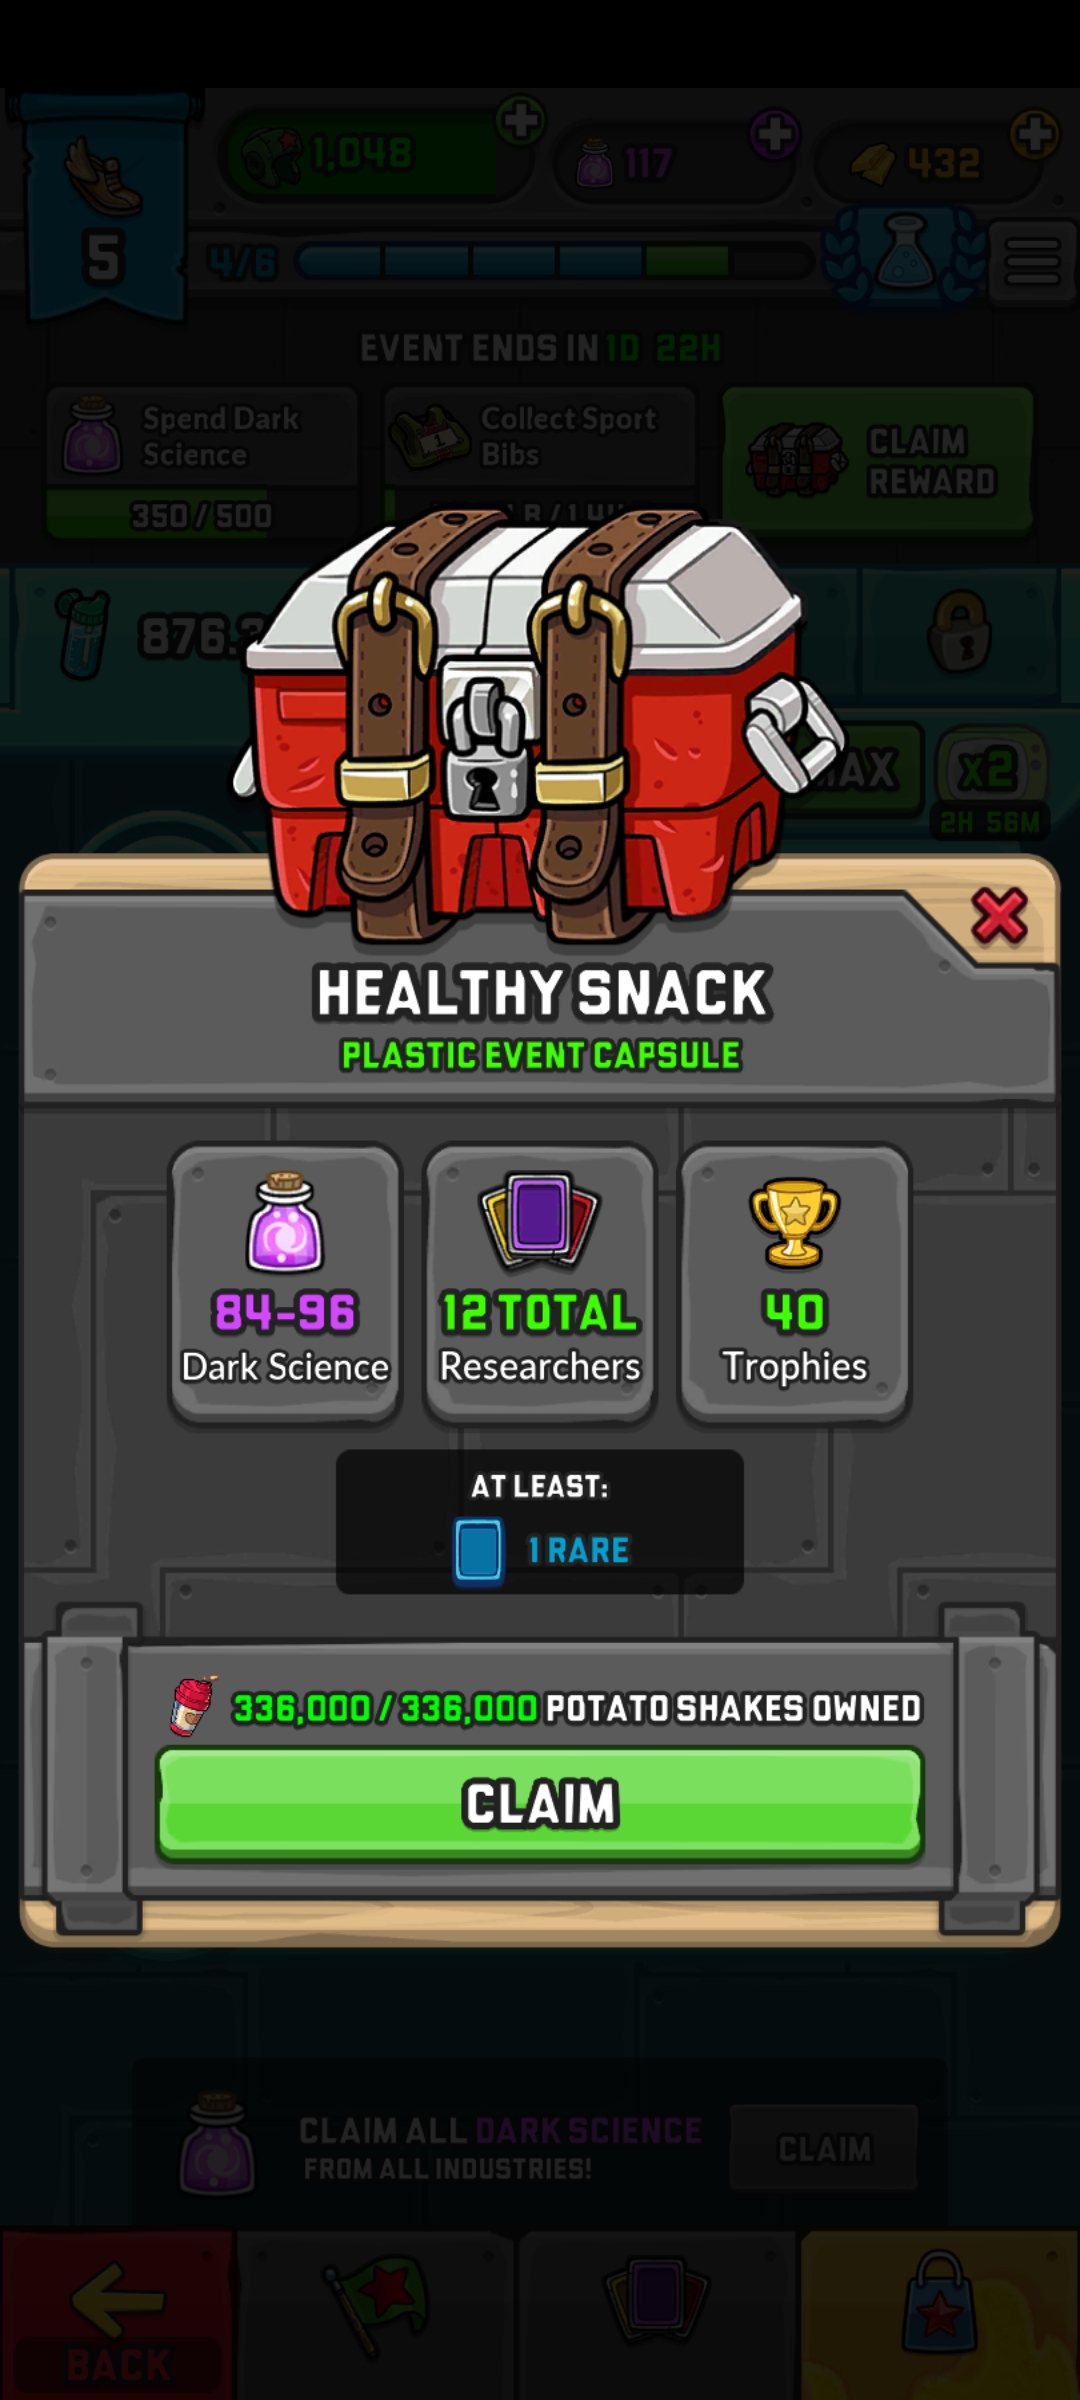 1,048
117
432
5
4/6
EVENT ENDS IN 1D 22H
Spend Dark
Science
350/500
Collect Sport
Bibs
CLAIM
REWARD
x2
2H 56M
HEALTHY SNACK
PLASTIC EVENT CAPSULE
84-96
Dark Science
12 TOTAL
Researchers
40
Trophies
AT LEAST:
1 RARE
336,000/336,000 POTATO SHAKES OWNED
CLAIM
CLAIM ALL DARK SCIENCE
FROM ALL INDUSTRIES!
CLAIM
BACK